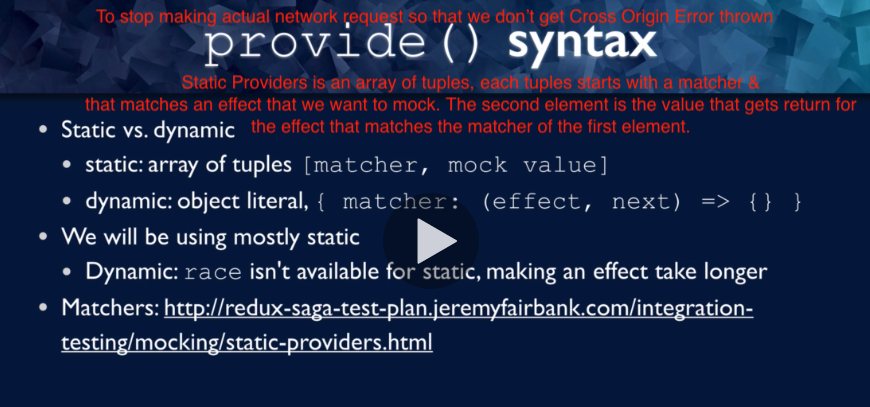 To stop making actual network request so that we don't get Cross Origin Error thrown
provide() syntax
Static Providers is an array of tuples, each tuples starts with a matcher &
that matches an effect that we want to mock. The second element is the value that gets return for
the effect that matches the matcher of the first element.
• Static vs. dynamic
• static: array of tuples [matcher, mock value]
• dynamic: object literal, { matcher: (effect, next) => {} }
• We will be using mostly static
• Dynamic: race isn't available for static, making an effect take longer
• Matchers: http://redux-saga-test-plan.jeremyfairbank.com/integration-
testing/mocking/static-providers.html